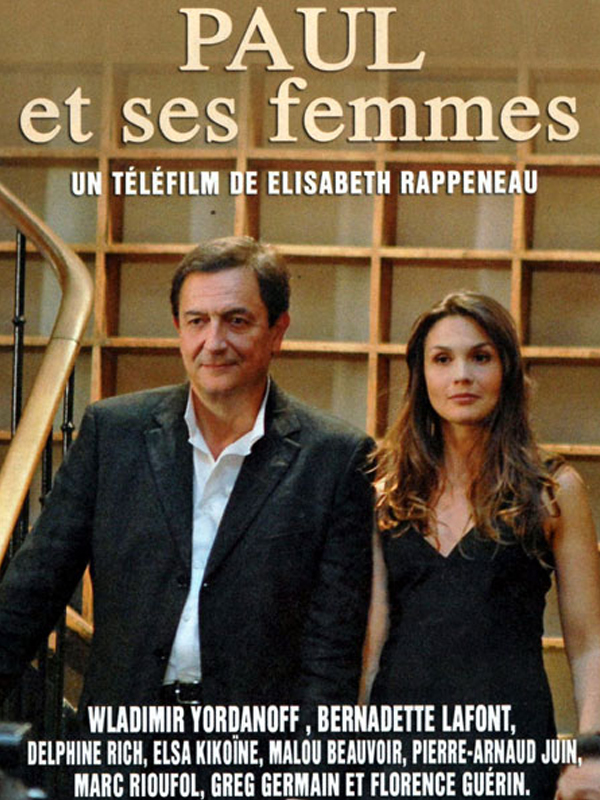 PAUL
et ses femmes
UN TÉLÉFILM DE ELISABETH RAPPENEAU
WLADIMIR YORDANOFF , BERNADETTE LAFONT,
DELPHINE RICH, ELSA KIKOÏNE, MALOU BEAUVOIR, PIERRE-ARNAUD JUIN,
MARC RIOUFOL, GREG GERMAIN ET FLORENCE GUÉRIN.